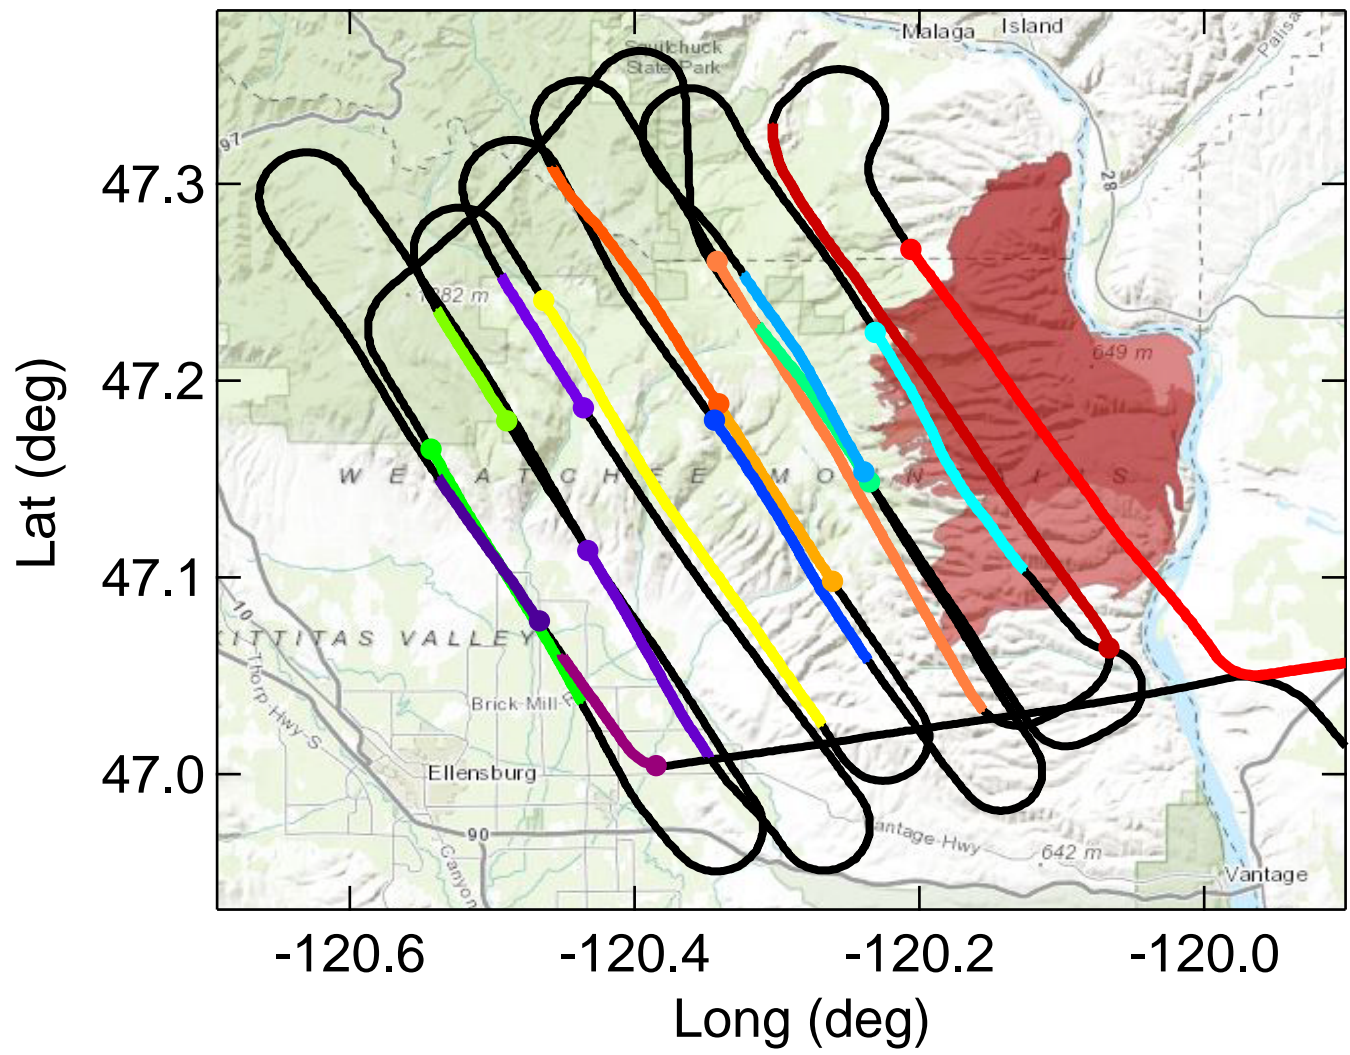 Malaga
Island
Squilchuck
State Park
Palisa
97
28
47.3
1382 m
649 m
47.2
W E N A T C H E E M O U N T A I N S
47.1
10
KITTITAS VALLEY
Thorp-Hwy-S
Brick-Mill-R
47.0
Ellensburg
90
Canyon
Vantage-Hwy
642 m
Vantage
-120.6
-120.4
-120.2
-120.0
Lat (deg)
Long (deg)